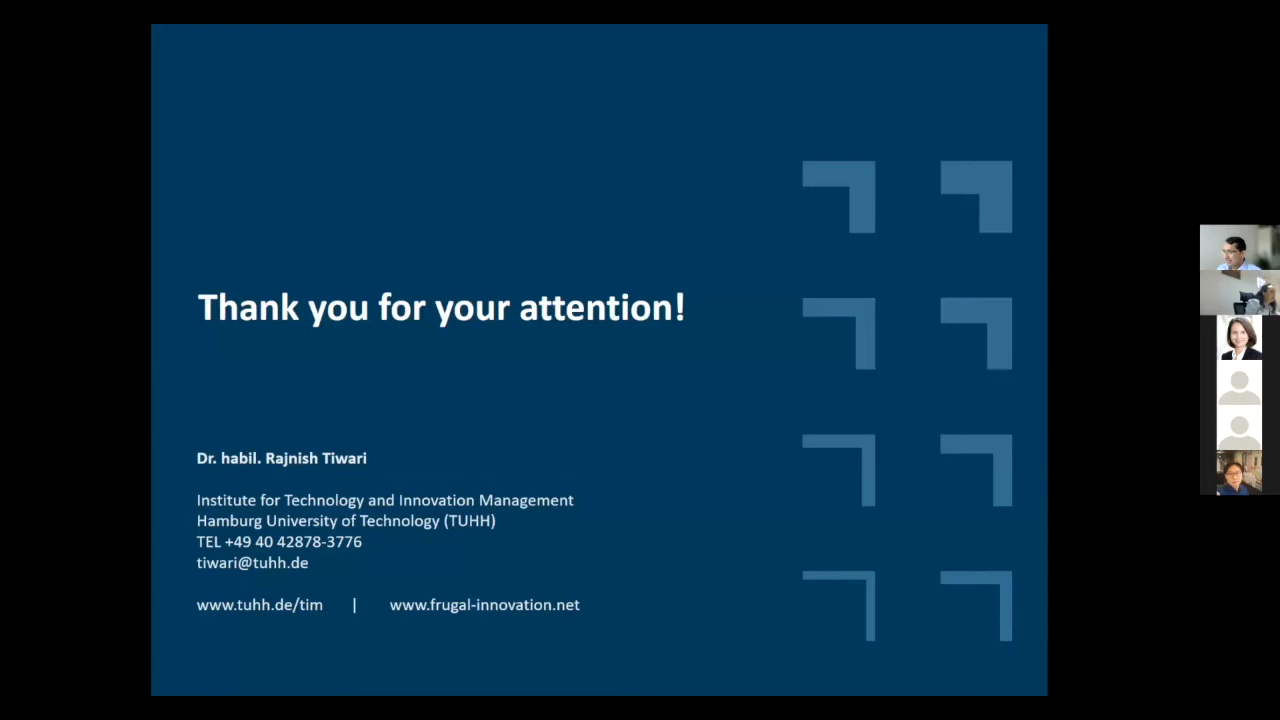 Thank you for your attention!
Dr. habil. Rajnish Tiwari
Institute for Technology and Innovation Management
Hamburg University of Technology (TUHH)
TEL +49 40 42878-3776
tiwari@tuhh.de
www.tuhh.de/tim | www.frugal-innovation.net